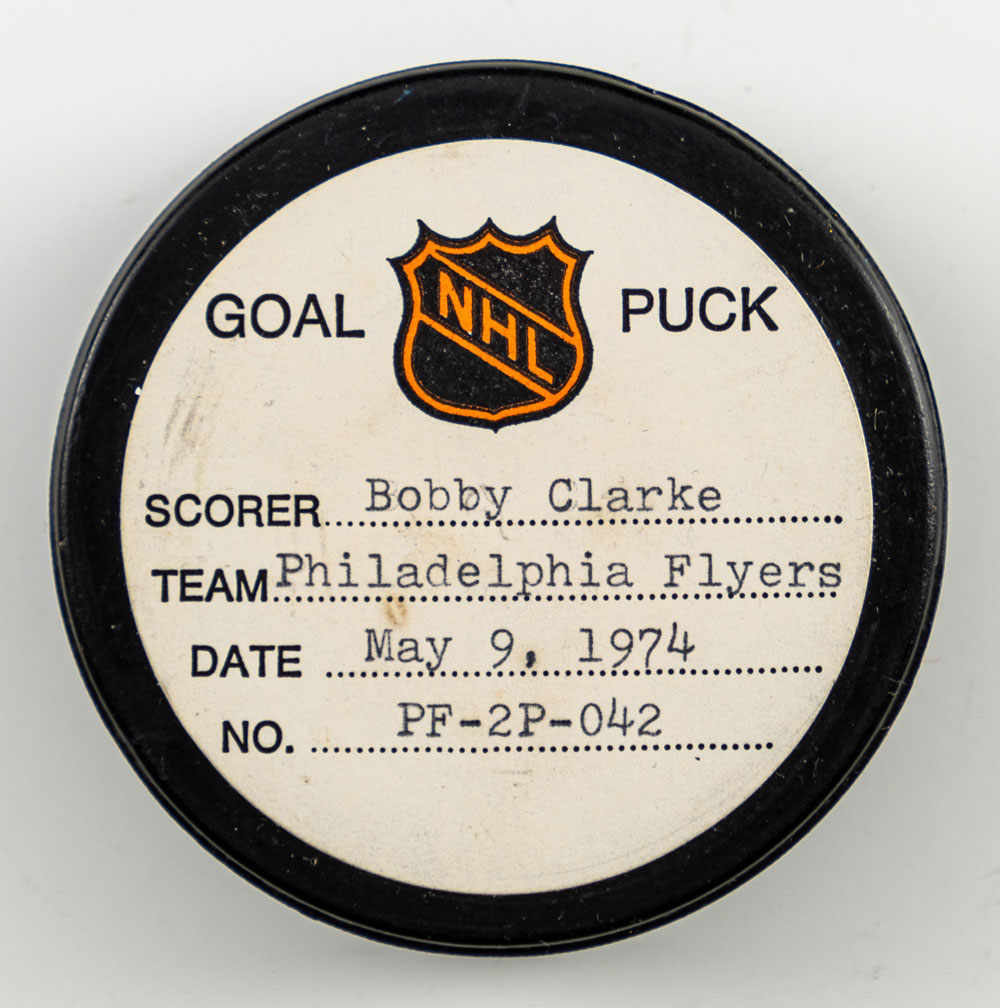 GOAL NHL PUCK
SCORER Bobby Clarke
TEAM Philadelphia Flyers
DATE May 9, 1974
NO. PF-2P-042